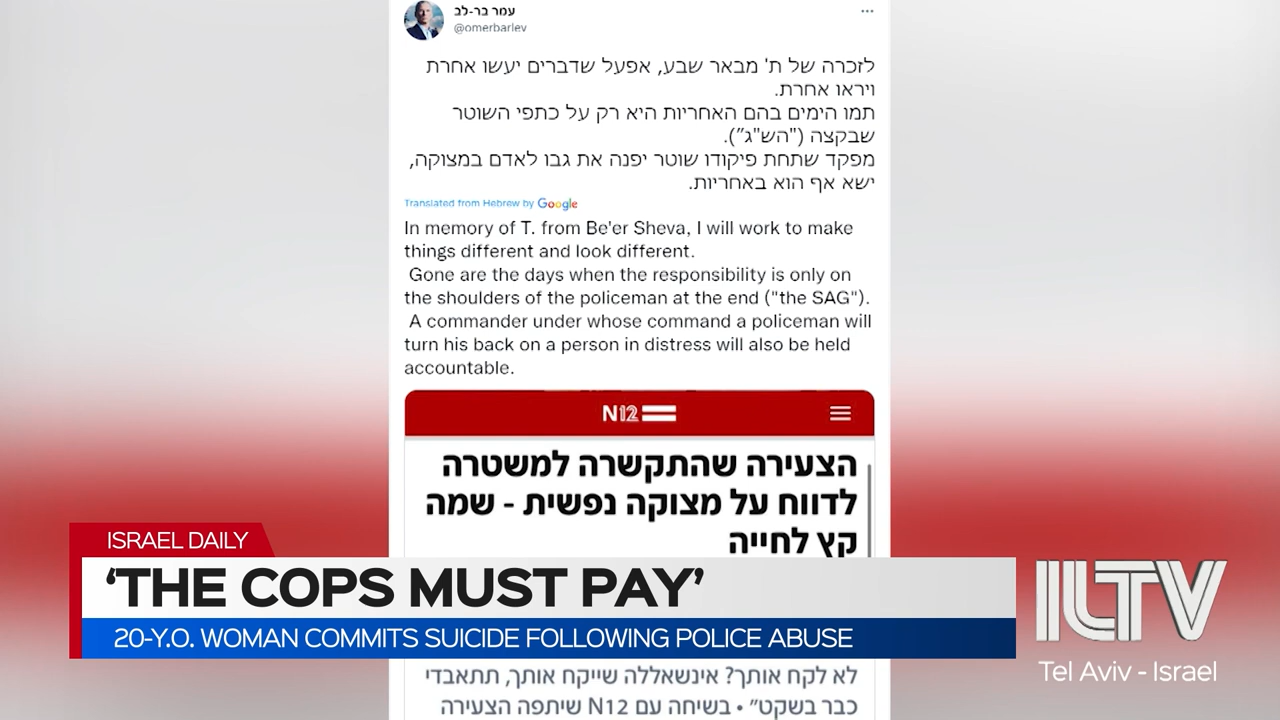 עמר בר-לב
@omerbarlev
לזכרה של ת' מבאר שבע, אפעל שדברים יעשו אחרת
ויראו אחרת.
תמו הימים בהם האחריות היא רק על כתפי השוטר
שבקצה ("הש"ג").
מפקד שתחת פיקודו שוטר יפנה את גבו לאדם במצוקה,
ישא אף הוא באחריות.
Translated from Hebrew by Google
In memory of T. from Be'er Sheva, I will work to make
things different and look different.
Gone are the days when the responsibility is only on
the shoulders of the policeman at the end ("the SAG").
A commander under whose command a policeman will
turn his back on a person in distress will also be held
accountable.
N12
הצעירה שהתקשרה למשטרה
לדווח על מצוקה נפשית - שמה
קץ לחייה
ISRAEL DAILY
‘THE COPS MUST PAY’
20-Y.O. WOMAN COMMITS SUICIDE FOLLOWING POLICE ABUSE
לא לקח אותך? אינשאללה שייקח אותך, תתאבדי
כבר בשקט" • בשיחה עם N12 שיתפה הצעירה
ILTV
Tel Aviv - Israel